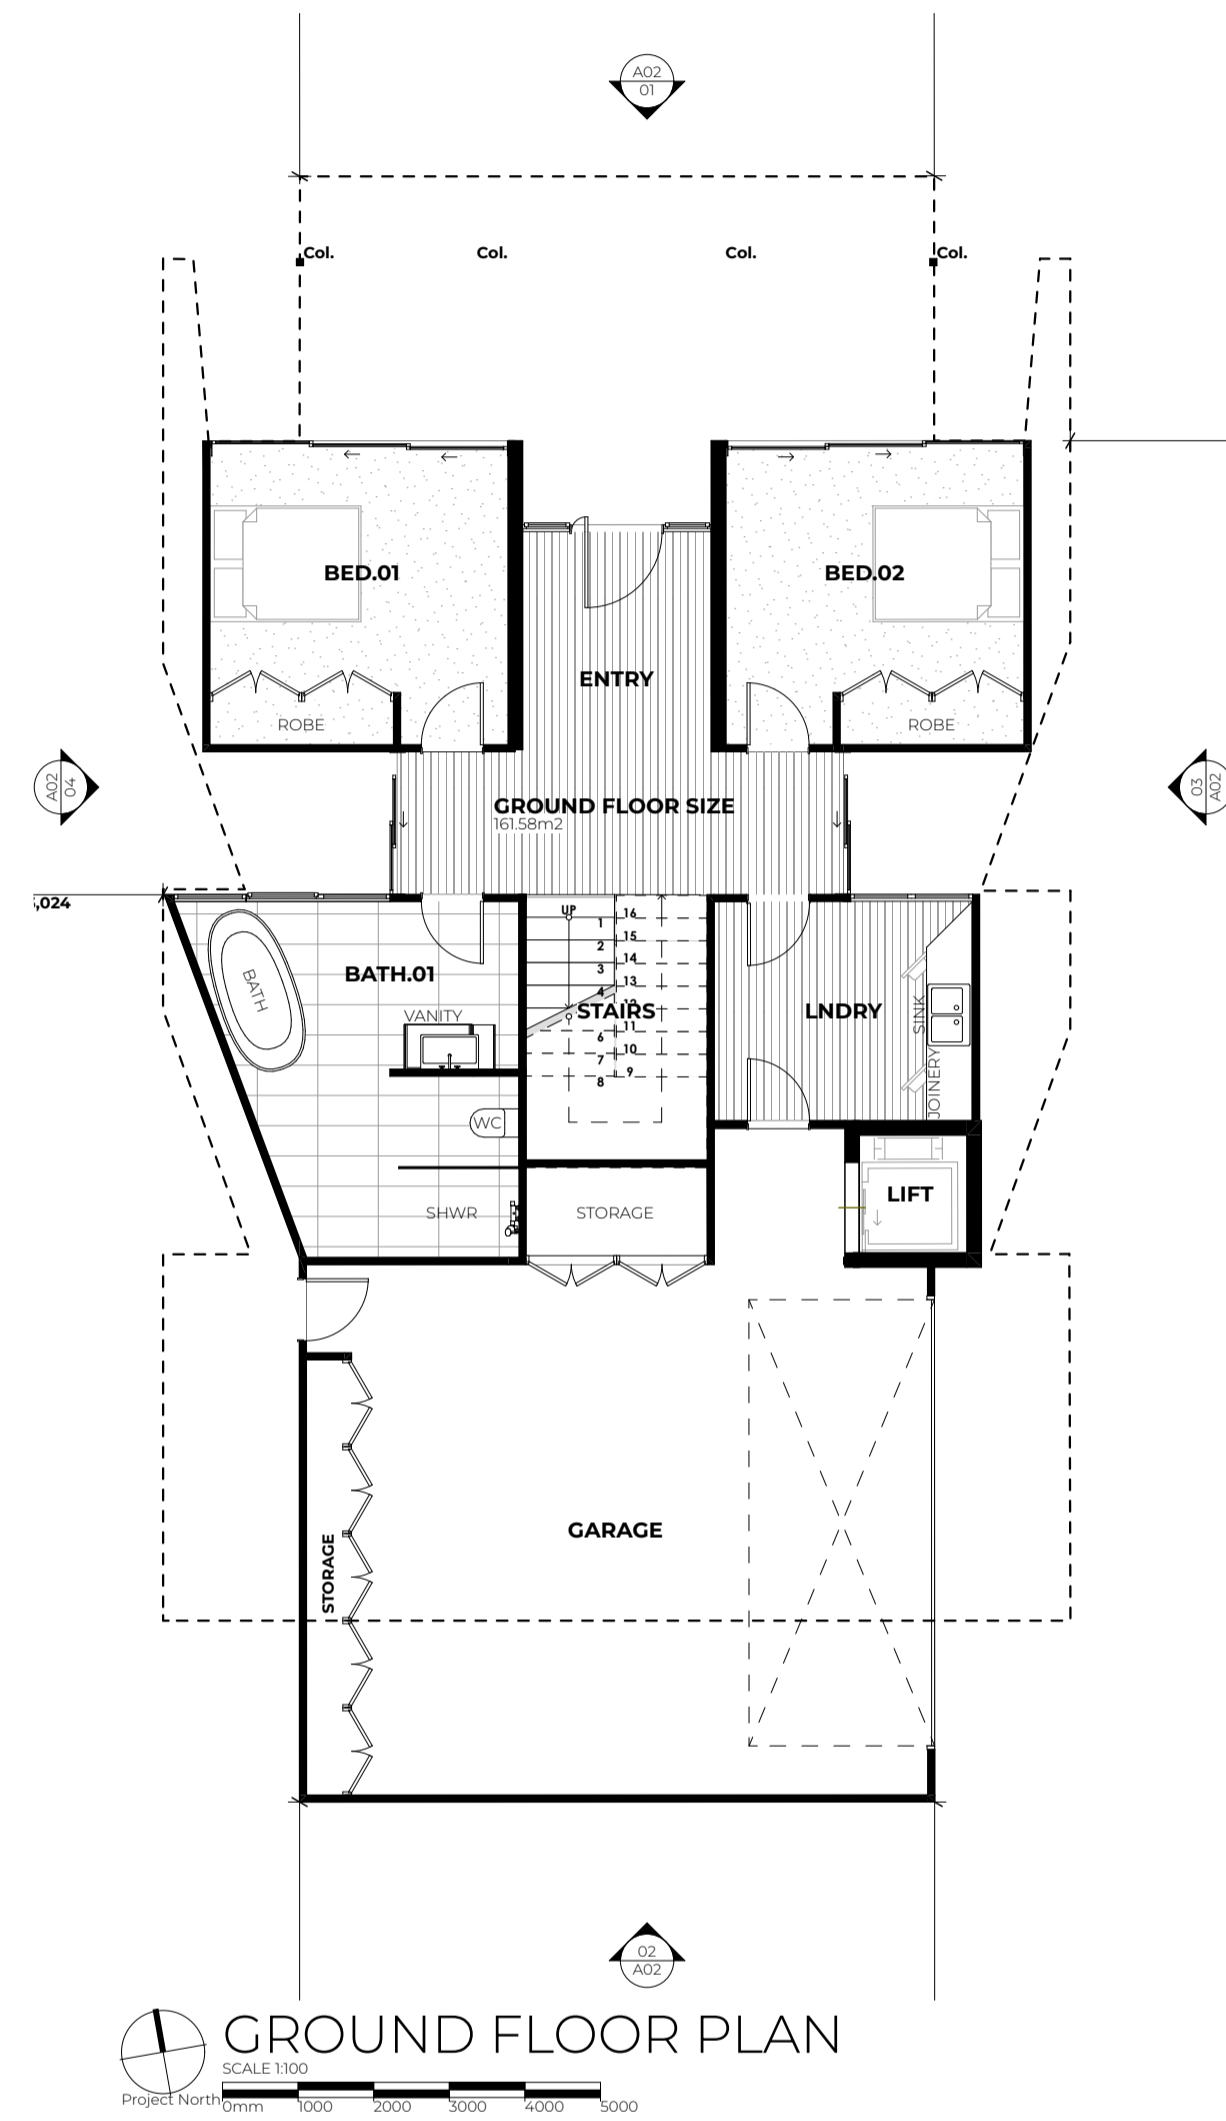 A02
01
Col.
Col.
Col.
Col.
BED.01
BED.02
ENTRY
ROBE
ROBE
A02
04
03
A02
GROUND FLOOR SIZE
161.58m2
,024
UP
1
2
3
4
6
7
8
16
15
14
13
12
11
10
9
BATH
BATH.01
VANITY
STAIRS
LNDRY
SINK
JOINERY
WC
LIFT
SHWR
STORAGE
GARAGE
STORAGE
02
A02
GROUND FLOOR PLAN
SCALE 1:100
Project North
0mm 1000 2000 3000 4000 5000